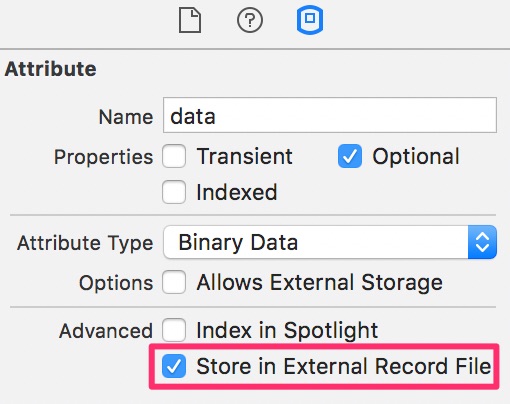 Attribute
Name data
Properties Transient Optional
Indexed
Attribute Type Binary Data
Options Allows External Storage
Advanced Index in Spotlight
Store in External Record File